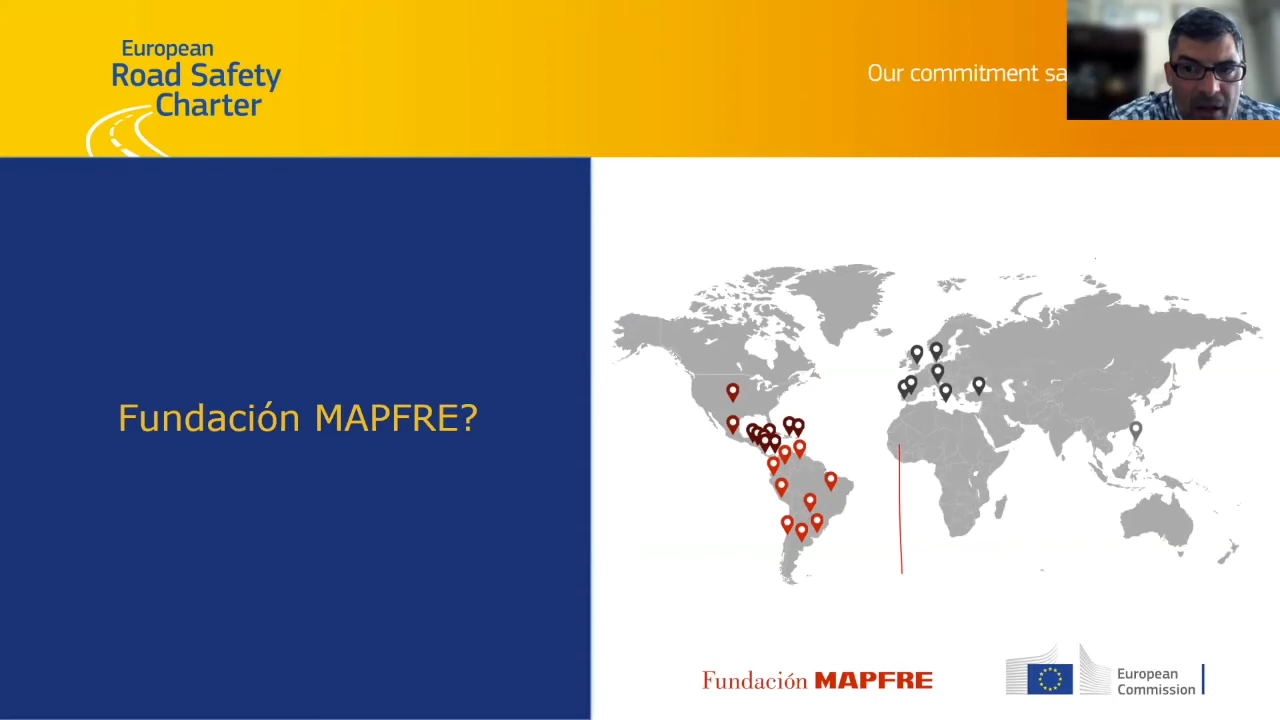 European
Road Safety
Charter
Our commitment sa
Fundación MAPFRE?
Fundación MAPFRE
European
Commission